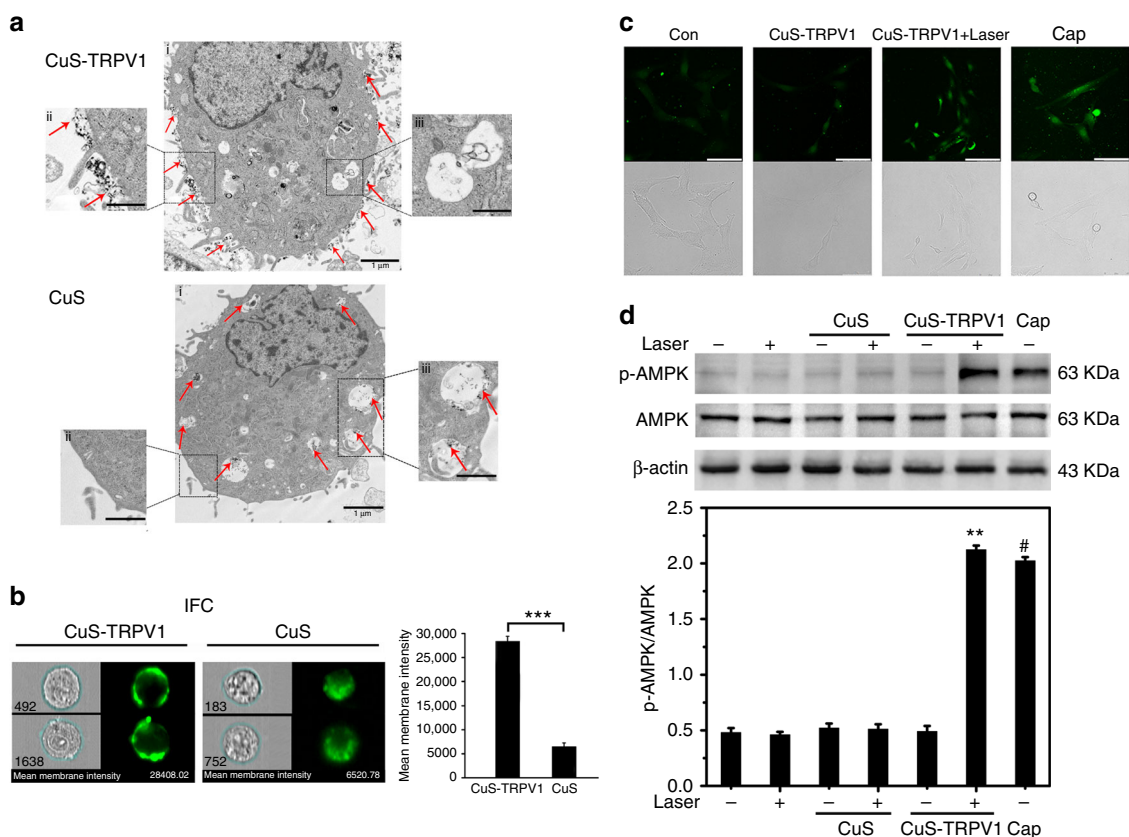 a
CuS-TRPV1
i
ii
iii
1 μm
CuS
i
ii
iii
1 μm
b
IFC
CuS-TRPV1 CuS
492
1638
Mean membrane intensity 28408.02
183
752
Mean membrane intensity 6520.78
Mean membrane intensity
30,000
25,000
20,000
15,000
10,000
5000
0
***
CuS-TRPV1 CuS
c
Con CuS-TRPV1 CuS-TRPV1+Laser Cap
d
CuS CuS-TRPV1 Cap
Laser – + – + – + –
p-AMPK 63 KDa
AMPK 63 KDa
β-actin 43 KDa
p-AMPK/AMPK
2.5
2.0
1.5
1.0
0.5
0.0
** #
Laser – + – + – + –
CuS CuS-TRPV1 Cap